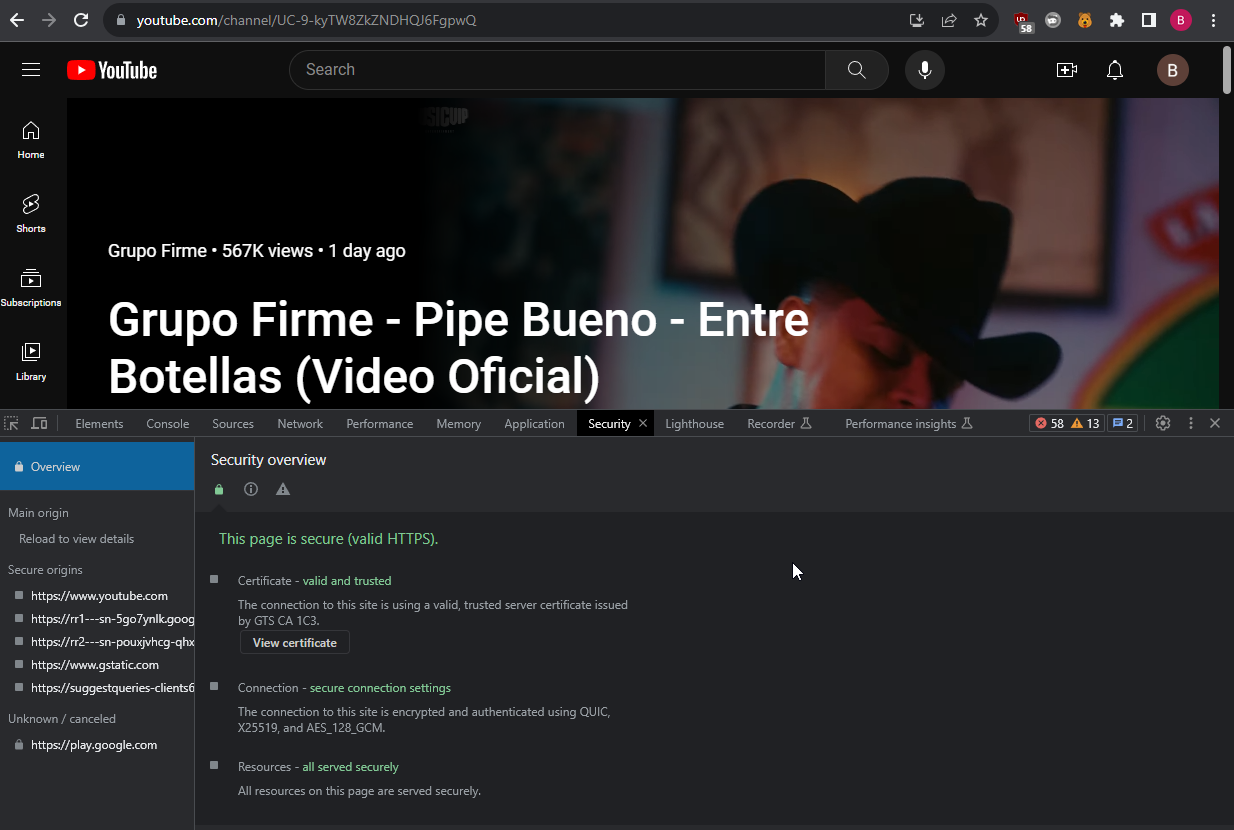 youtube.com/channel/UC-9-kyTW8ZkZNDHQJ6FgpwQ
58
B
YouTube
Search
B
Home
Shorts
Subscriptions
Library
Grupo Firme • 567K views • 1 day ago
Grupo Firme - Pipe Bueno - Entre
Botellas (Video Oficial)
Elements Console Sources Network Performance Memory Application Security Lighthouse Recorder Performance insights 58 13 2
Overview
Main origin
Reload to view details
Secure origins
https://www.youtube.com
https://rr1---sn-5go7ynlk.goog
https://rr2---sn-pouxjvhcg-qhx
https://www.gstatic.com
https://suggestqueries-clients6
Unknown / canceled
https://play.google.com
Security overview
This page is secure (valid HTTPS).
Certificate - valid and trusted
The connection to this site is using a valid, trusted server certificate issued
by GTS CA 1C3.
View certificate
Connection - secure connection settings
The connection to this site is encrypted and authenticated using QUIC,
X25519, and AES_128_GCM.
Resources - all served securely
All resources on this page are served securely.